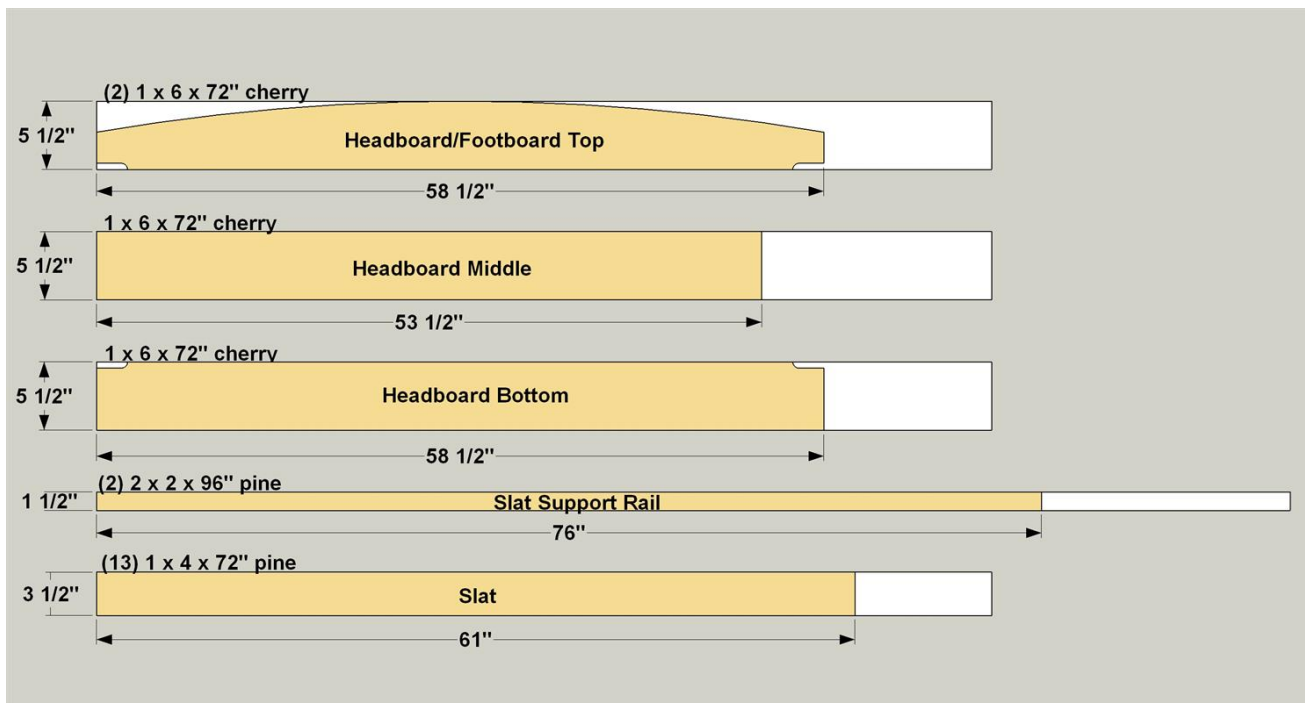 (2) 1 x 6 x 72" cherry
5 1/2"
Headboard/Footboard Top
58 1/2"
1 x 6 x 72" cherry
5 1/2"
Headboard Middle
53 1/2"
1 x 6 x 72" cherry
5 1/2"
Headboard Bottom
58 1/2"
(2) 2 x 2 x 96" pine
1 1/2"
Slat Support Rail
76"
(13) 1 x 4 x 72" pine
3 1/2"
Slat
61"